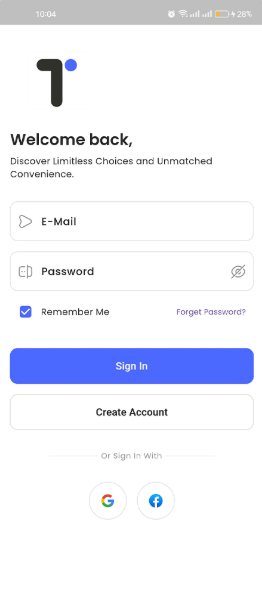 10:04
28%
Welcome back,
Discover Limitless Choices and Unmatched
Convenience.
E-Mail
Password
Remember Me
Forget Password?
Sign In
Create Account
Or Sign In With